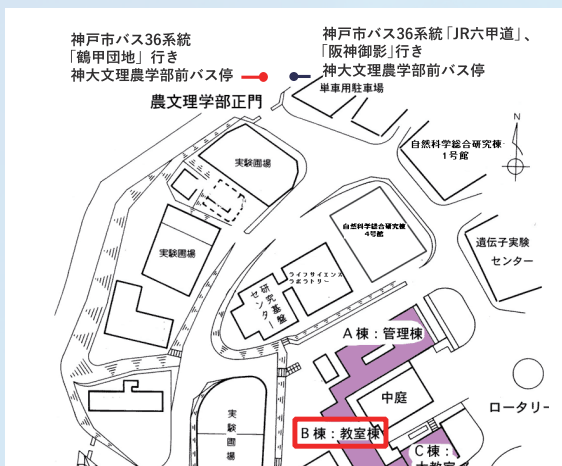 神戸市バス36系統
「鶴甲団地」行き
神大文理農学部前バス停
神戸市バス36系統「JR六甲道」、
「阪神御影」行き
神大文理農学部前バス停
単車用駐車場
農文理学部正門
N
自然科学総合研究棟
1号館
実験圃場
自然科学総合研究棟
4号館
遺伝子実験
センター
実験圃場
ライフサイエンス
ラボラトリー
研究基盤
センター
A棟:管理棟
中庭
ロータリー
実験圃場
B棟:教室棟
C棟: